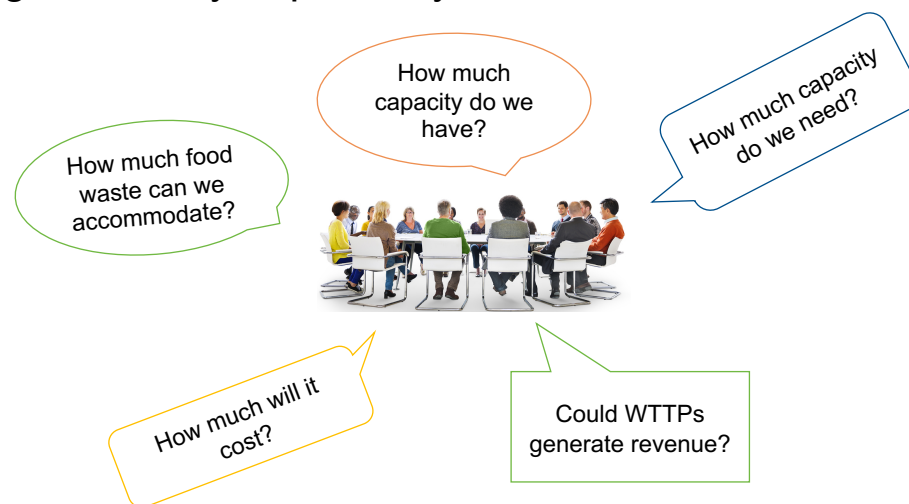 How much
capacity do we
have?
How much capacity
do we need?
How much food
waste can we
accommodate?
How much will it
cost?
Could WTTPs
generate revenue?